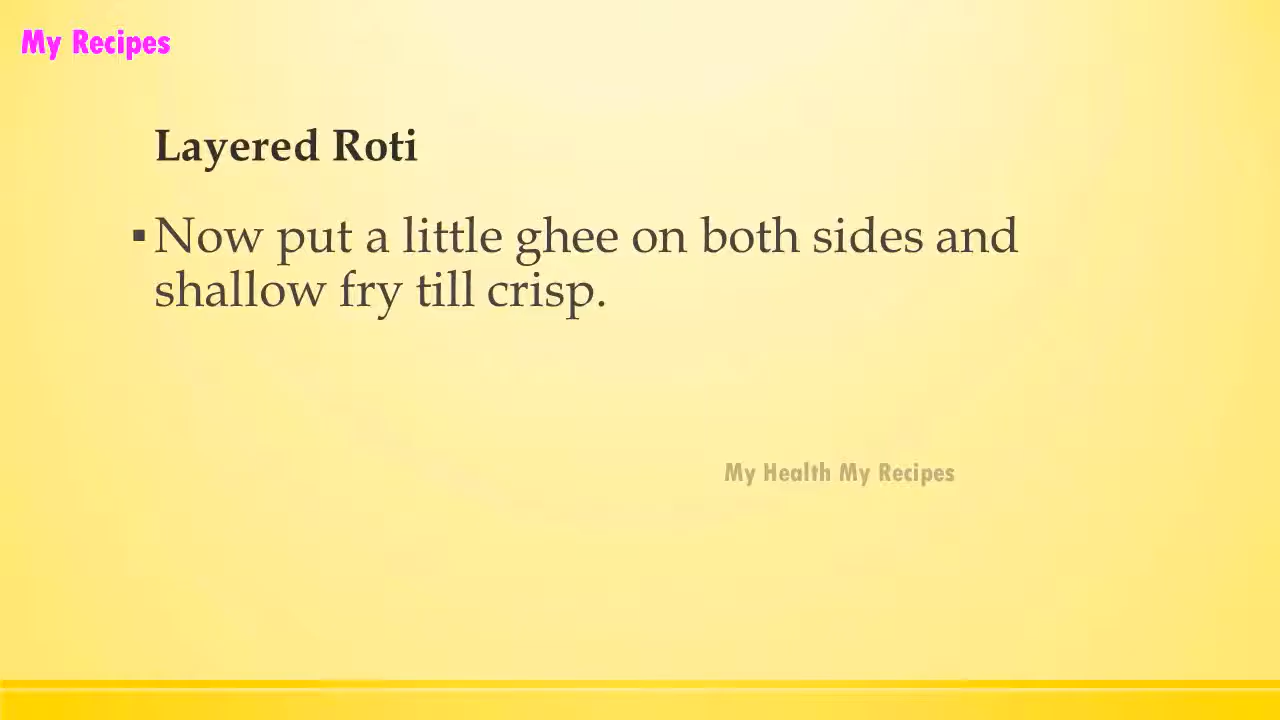 My Recipes
Layered Roti
▪Now put a little ghee on both sides and
shallow fry till crisp.
My Health My Recipes